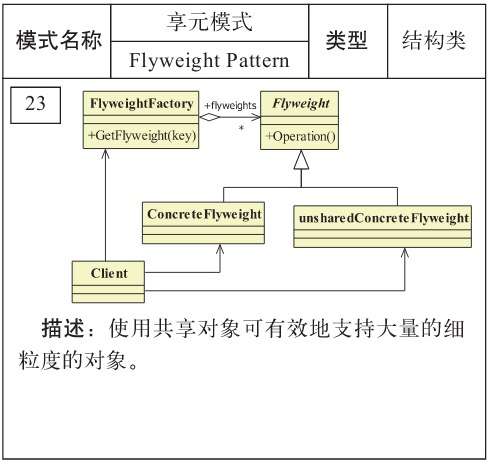 模式名称
享元模式
Flyweight Pattern
类型
结构类
23
FlyweightFactory
+GetFlyweight(key)
+flyweights
*
Flyweight
+Operation()
ConcreteFlyweight
unsharedConcreteFlyweight
Client
描述：使用共享对象可有效地支持大量的细
粒度的对象。